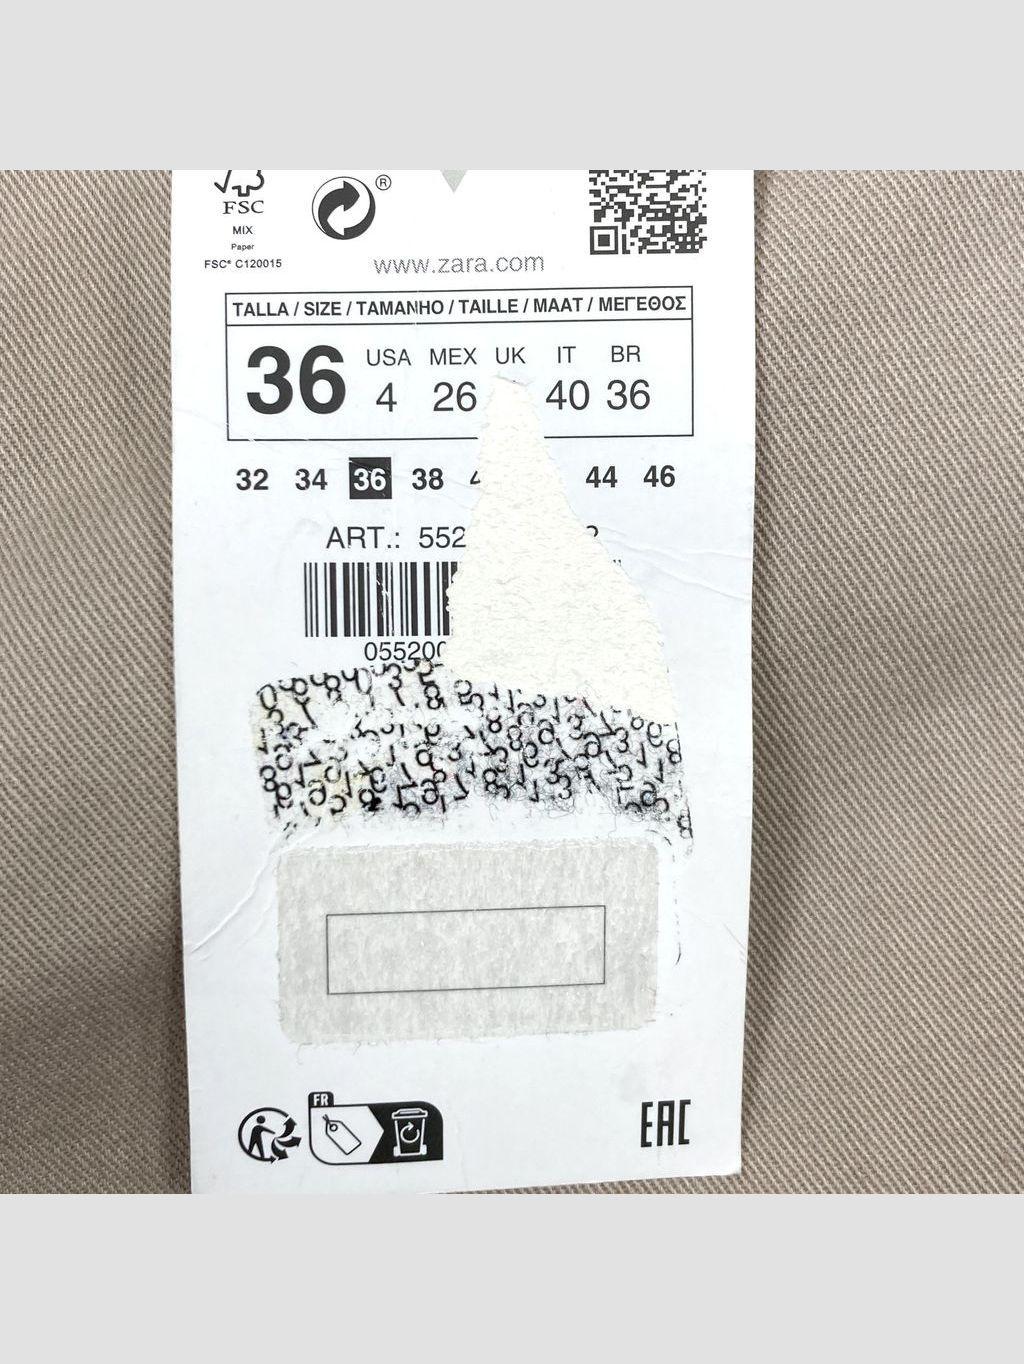 FSC
MIX
Paper
FSC® C120015
®
www.zara.com
TALLA / SIZE / TAMANHO / TAILLE / MAAT / ΜΕΓΕΘΟΣ
36 USA MEX UK IT BR
4 26 40 36
32 34 36 38 44 46
ART.: 552
055200
FR
EAC